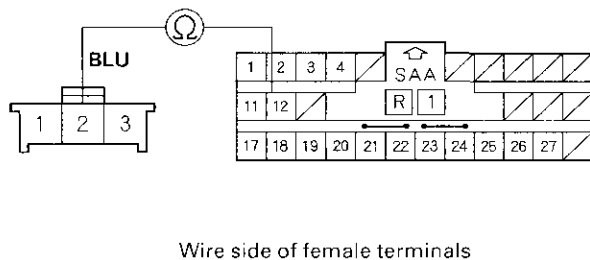 Ω
BLU
1 2 3
1 2 3 4
SAA
R 1
11 12
17 18 19 20 21 22 23 24 25 26 27
Wire side of female terminals